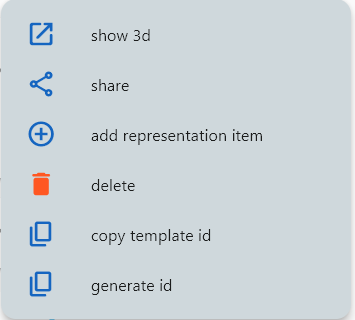 show 3d
share
add representation item
delete
copy template id
generate id